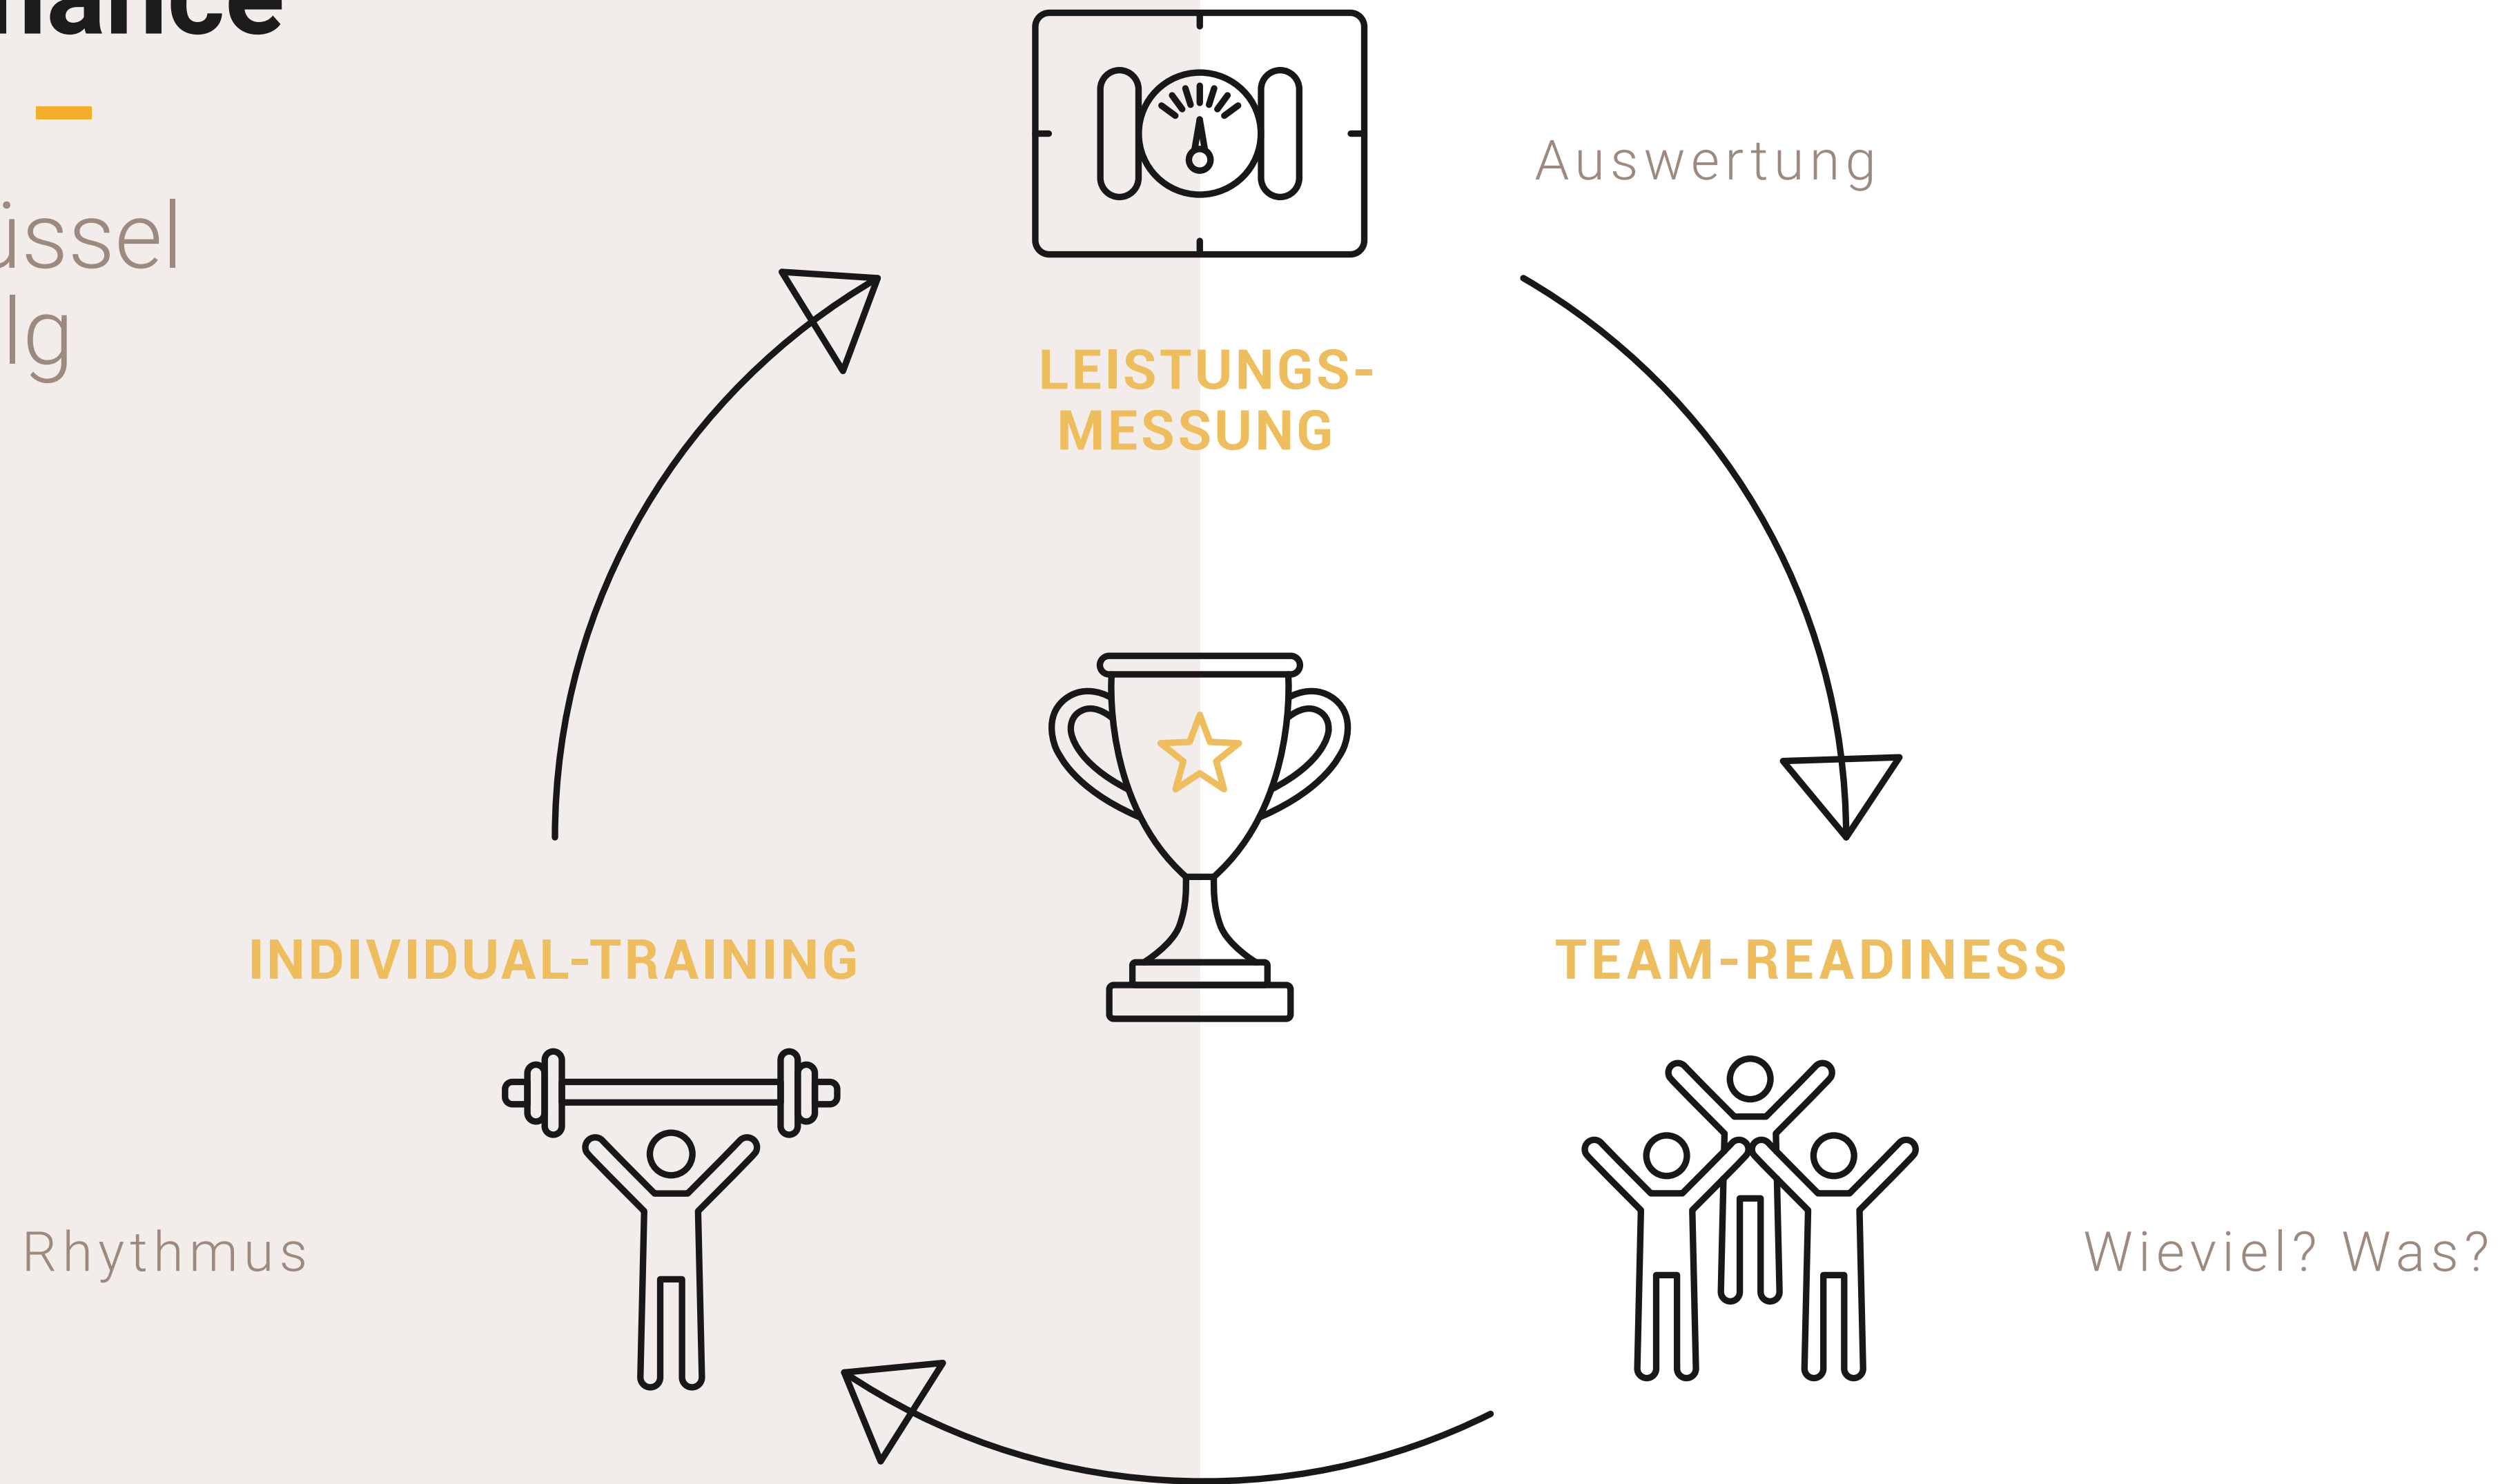 Auswertung
LEISTUNGS-
MESSUNG
INDIVIDUAL-TRAINING
TEAM-READINESS
Rhythmus
Wieviel? Was?